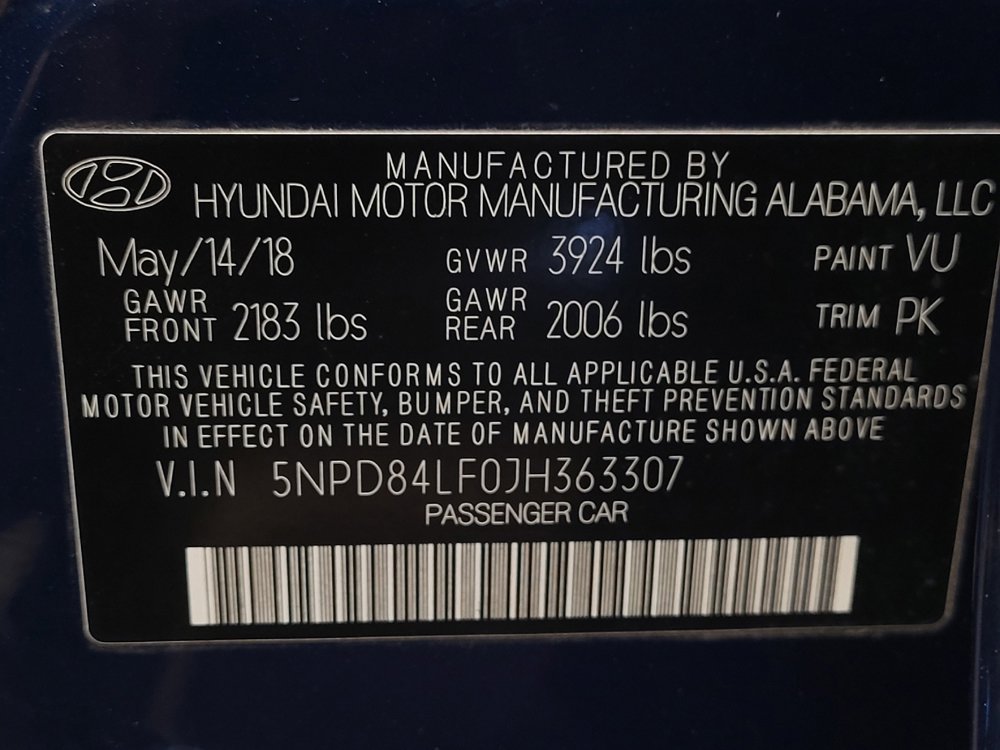 MANUFACTURED BY
HYUNDAI MOTOR MANUFACTURING ALABAMA, LLC
May/14/18 GVWR 3924 lbs PAINT VU
GAWR FRONT 2183 lbs GAWR REAR 2006 lbs TRIM PK
THIS VEHICLE CONFORMS TO ALL APPLICABLE U.S.A. FEDERAL
MOTOR VEHICLE SAFETY, BUMPER, AND THEFT PREVENTION STANDARDS
IN EFFECT ON THE DATE OF MANUFACTURE SHOWN ABOVE
V.I.N 5NPD84LF0JH363307
PASSENGER CAR